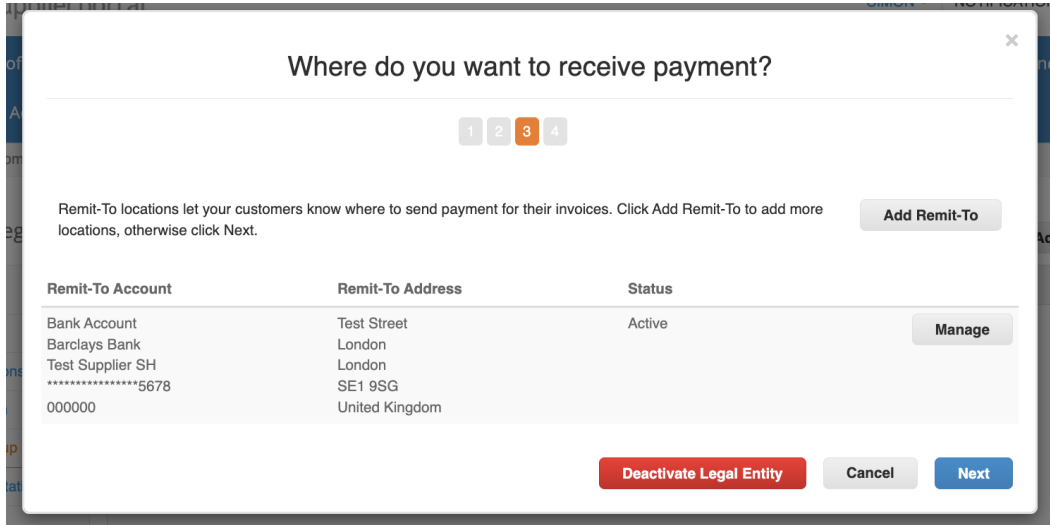 Where do you want to receive payment?
1 2 3 4
Remit-To locations let your customers know where to send payment for their invoices. Click Add Remit-To to add more
locations, otherwise click Next.
Add Remit-To
Remit-To Account Remit-To Address Status
Bank Account Test Street Active
Manage
Barclays Bank London
Test Supplier SH London
****************5678 SE1 9SG
000000 United Kingdom
Deactivate Legal Entity Cancel Next